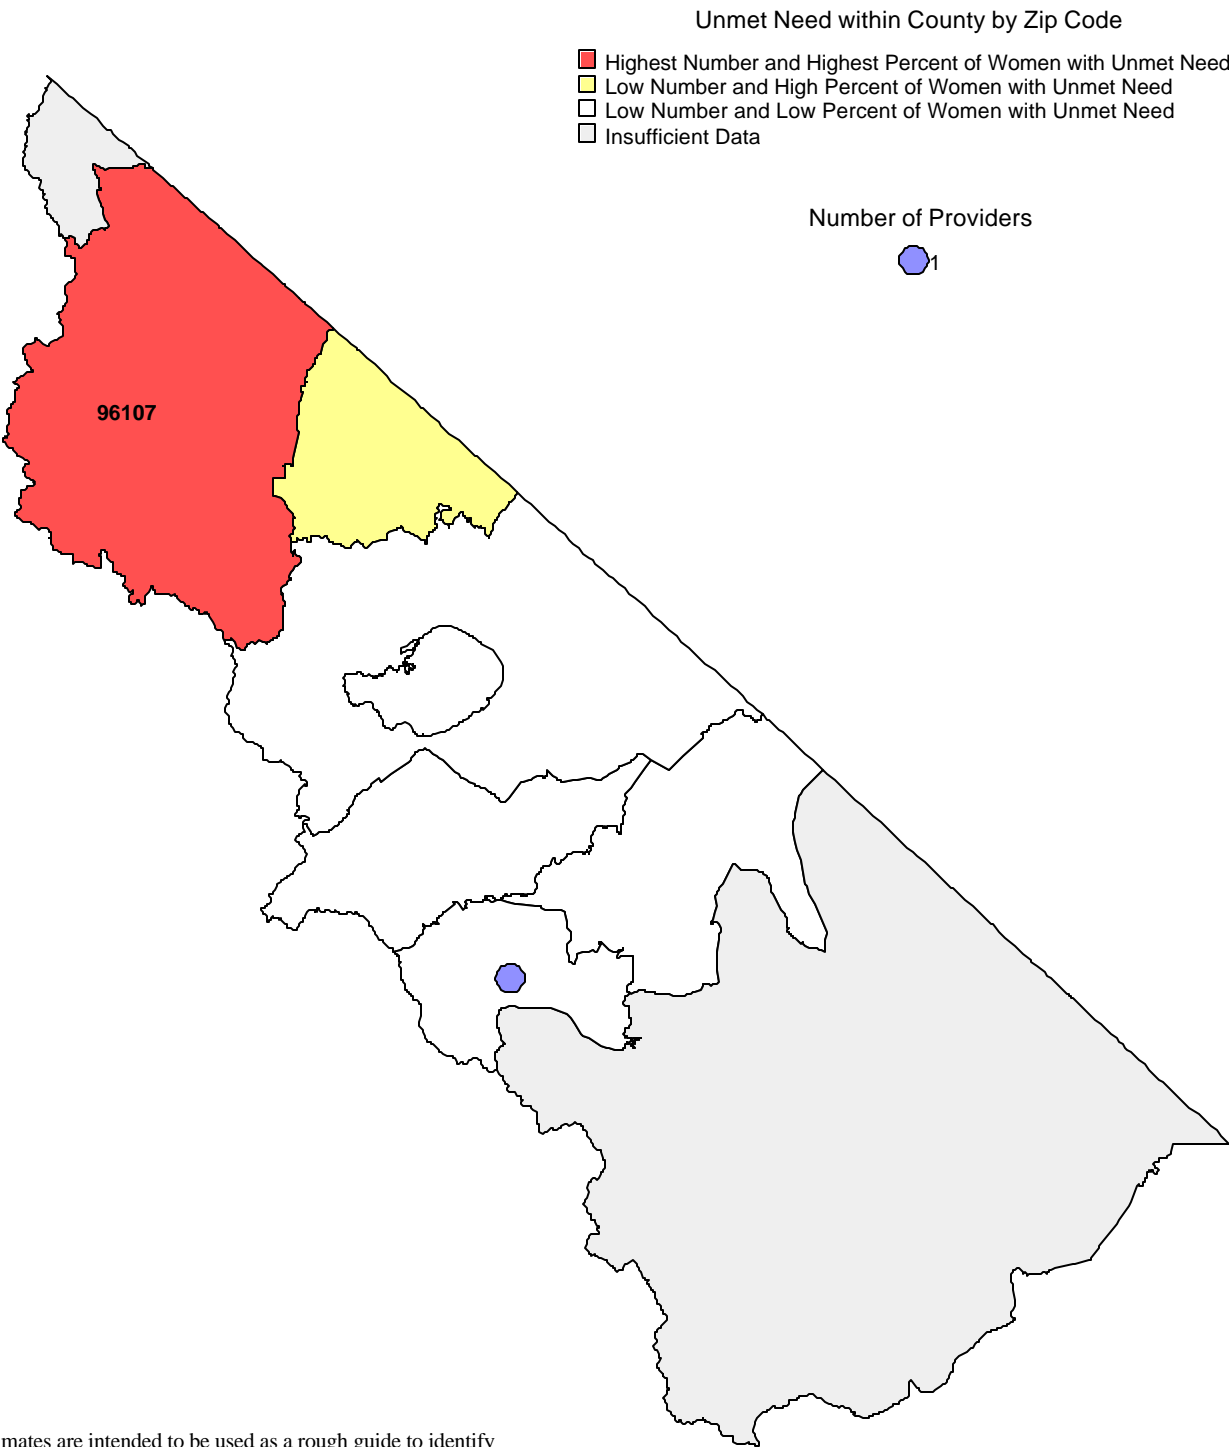 Unmet Need within County by Zip Code
Highest Number and Highest Percent of Women with Unmet Need
Low Number and High Percent of Women with Unmet Need
Low Number and Low Percent of Women with Unmet Need
Insufficient Data
Number of Providers
1
96107
mates are intended to be used as a rough guide to identify